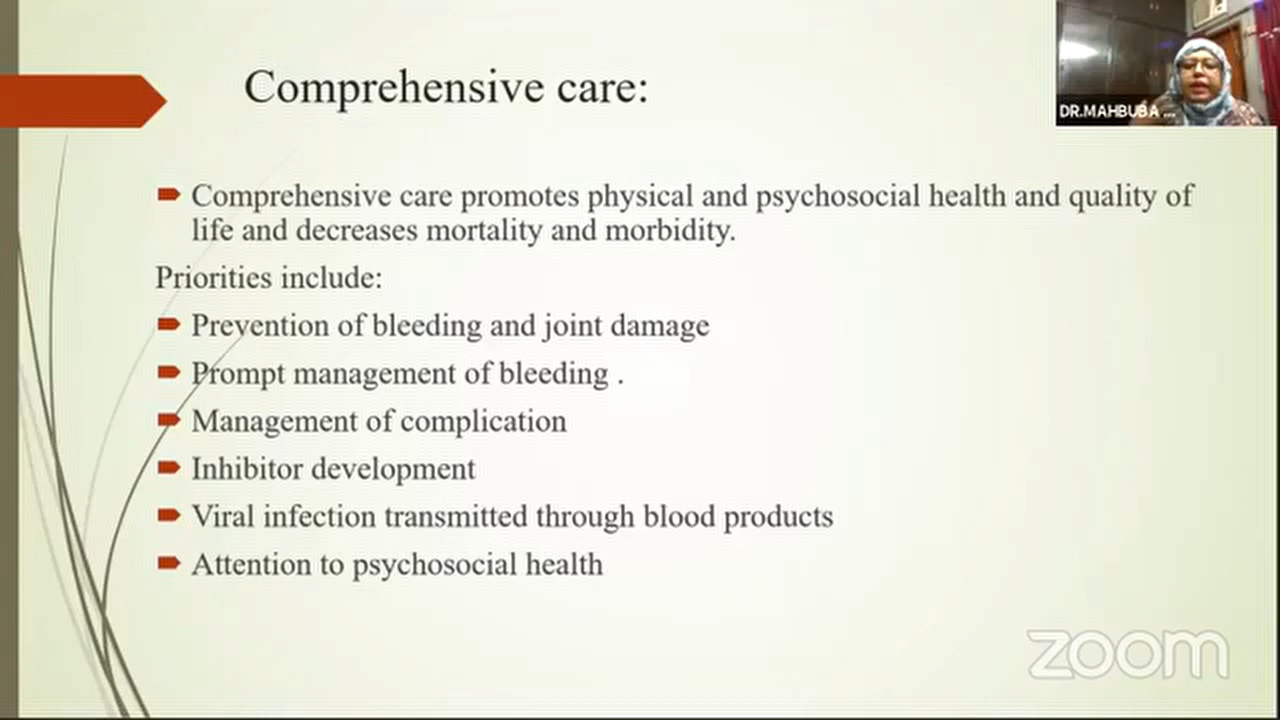 Comprehensive care:
DR.MAHBUBA ...
Comprehensive care promotes physical and psychosocial health and quality of
life and decreases mortality and morbidity.
Priorities include:
Prevention of bleeding and joint damage
Prompt management of bleeding .
Management of complication
Inhibitor development
Viral infection transmitted through blood products
Attention to psychosocial health
zoom